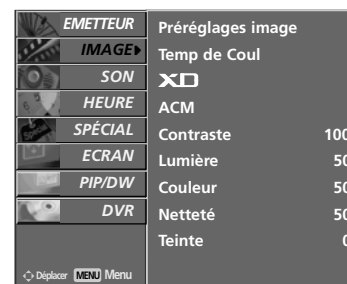 EMETTEUR
IMAGE
SON
HEURE
SPÉCIAL
ECRAN
PIP/DW
DVR
Déplacer MENU Menu
Préréglages image
Temp de Coul
XD
ACM
Contraste 100
Lumière 50
Couleur 50
Netteté 50
Teinte 0